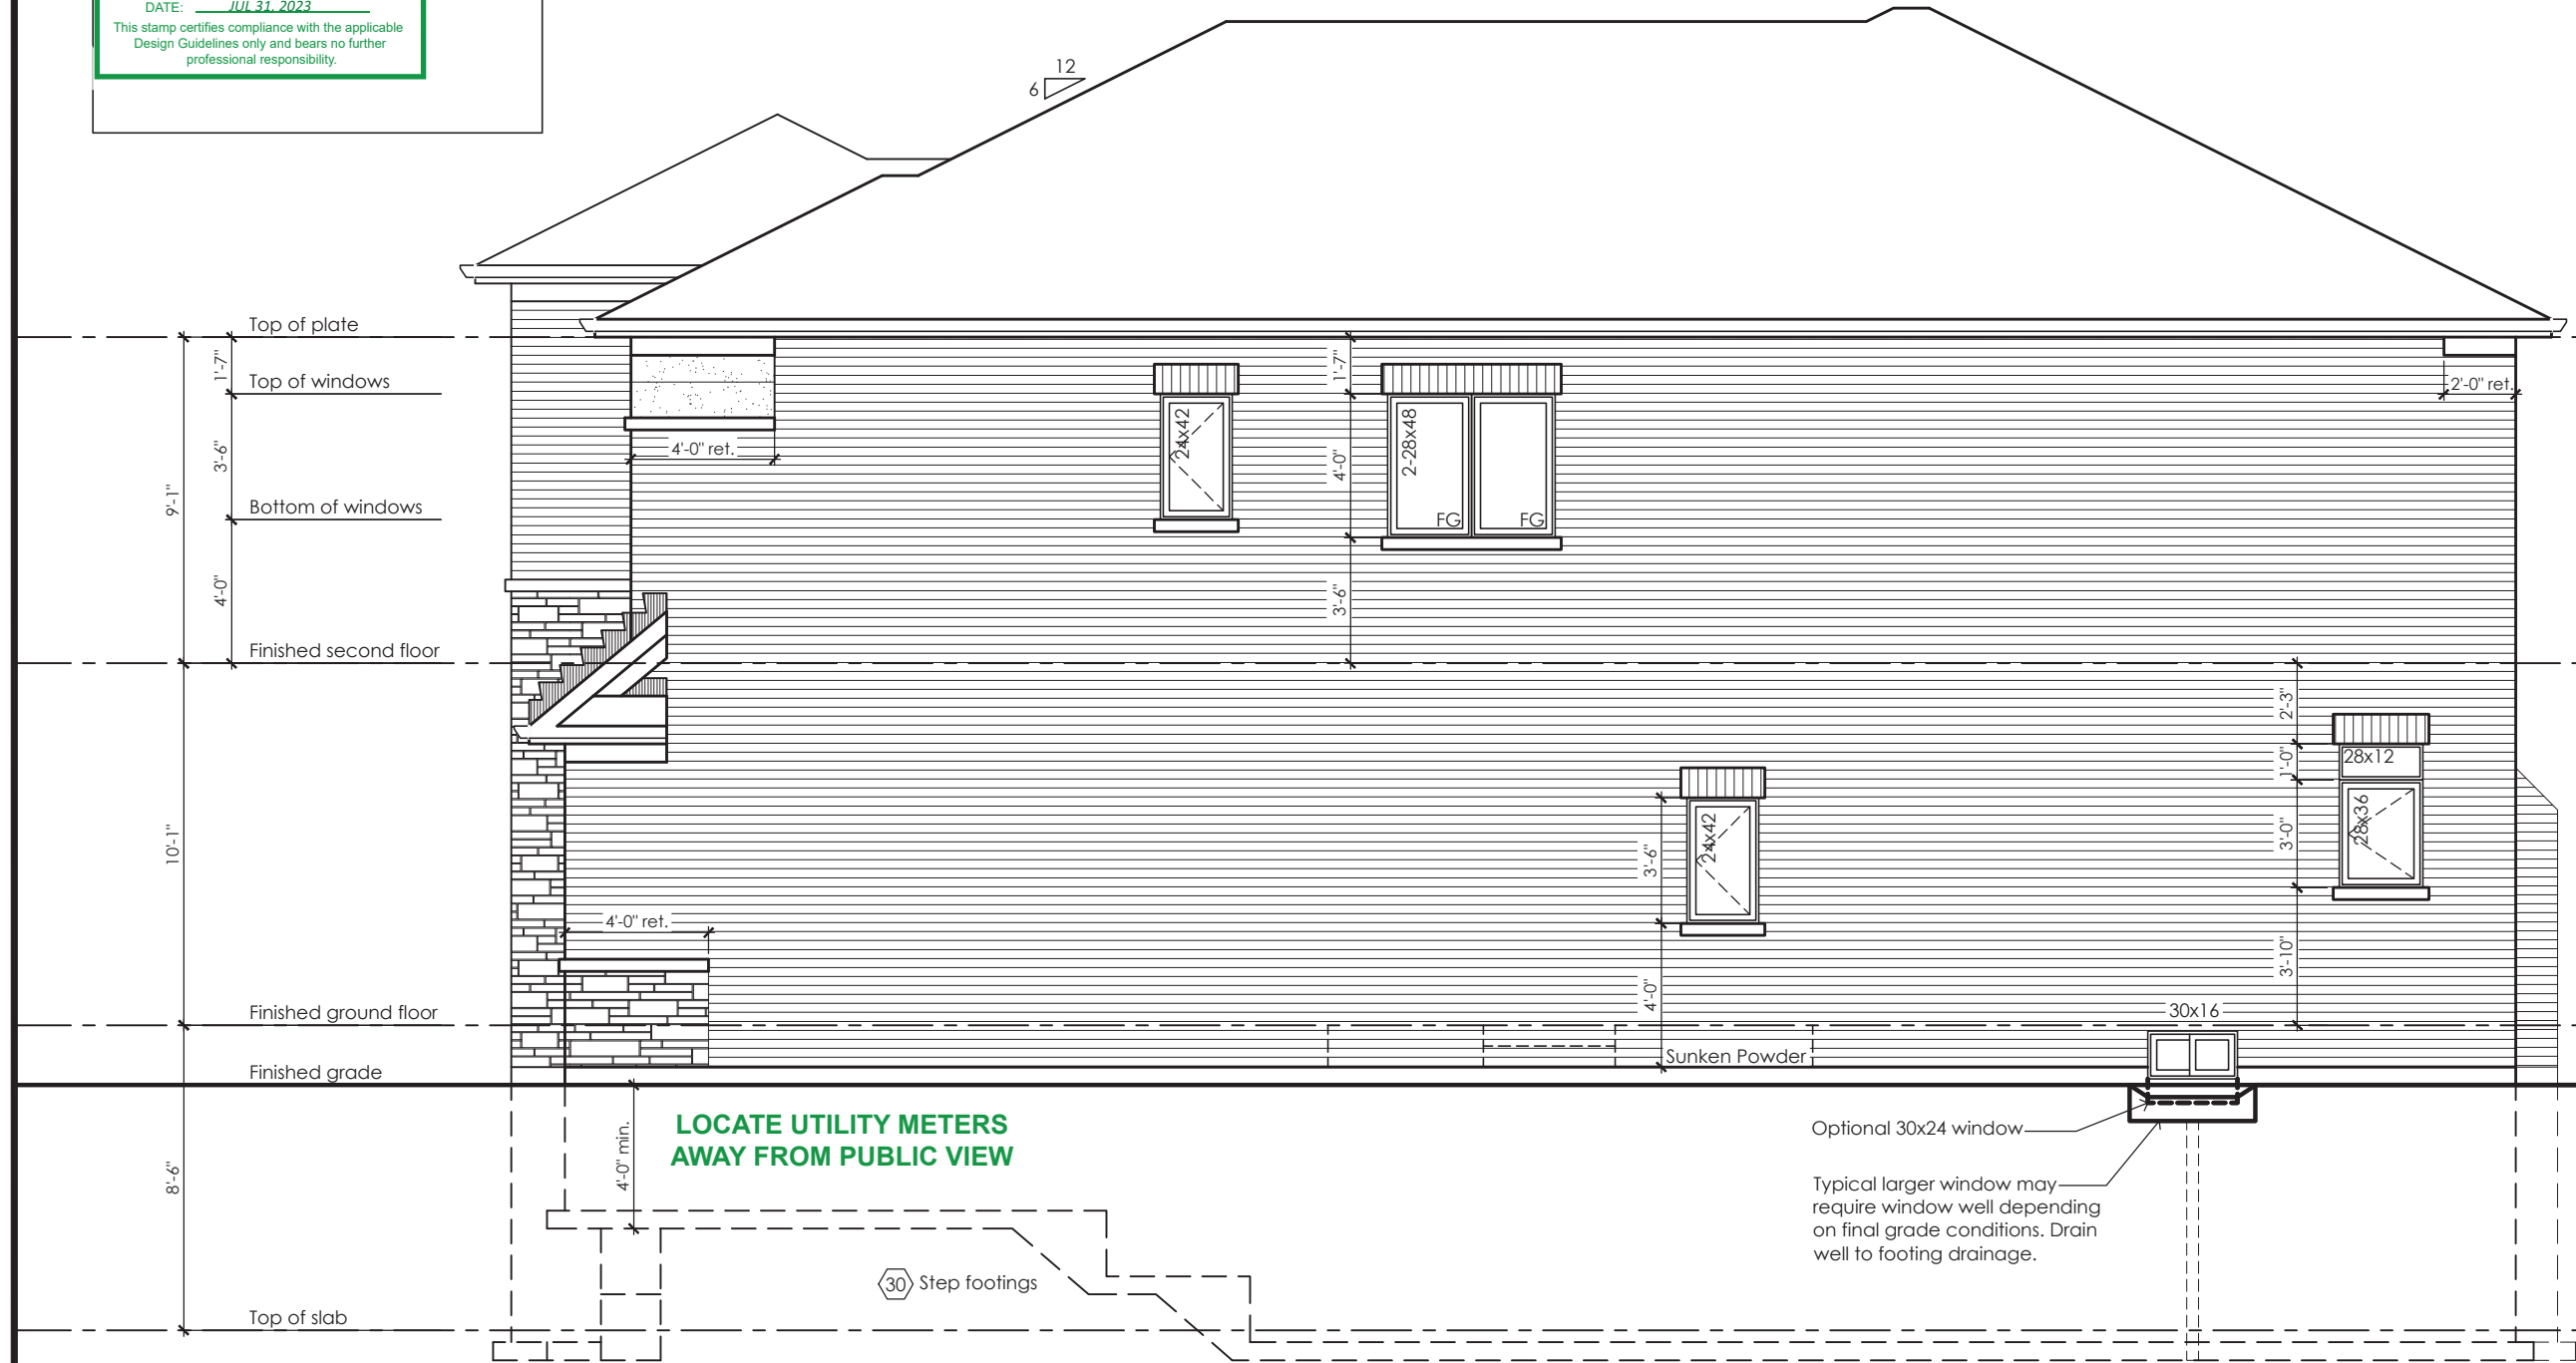 DATE: JUL 31, 2023
This stamp certifies compliance with the applicable
Design Guidelines only and bears no further
professional responsibility.
12
6
Top of plate
1'-7"
Top of windows
3'-6"
9'-1"
Bottom of windows
4'-0"
Finished second floor
10'-1"
Finished ground floor
Finished grade
8'-6"
Top of slab
4'-0" ret.
24x42
1'-7"
4'-0"
3'-6"
2-28x48
FG
FG
2'-0" ret.
2'-3"
1'-0"
3'-0"
3'-10"
28x12
28x36
24x42
3'-6"
4'-0"
4'-0" ret.
30x16
Sunken Powder
4'-0" min.
LOCATE UTILITY METERS
AWAY FROM PUBLIC VIEW
Optional 30x24 window
Typical larger window may
require window well depending
on final grade conditions. Drain
well to footing drainage.
30 Step footings